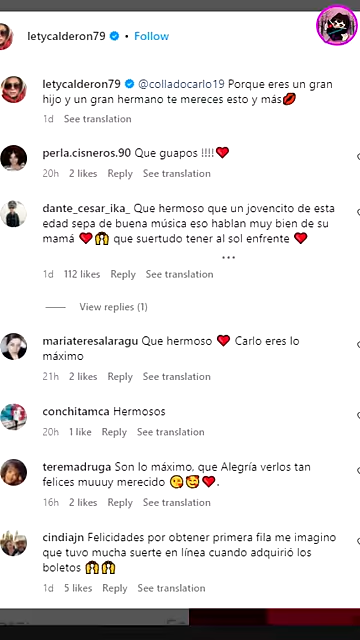 letycalderon79 • Follow
letycalderon79 @colladocarlo19 Porque eres un gran
hijo y un gran hermano te mereces esto y más💋
1d See translation
perla.cisneros.90 Que guapos !!!!❤️
20h 2 likes Reply See translation
dante_cesar_ika_ Que hermoso que un jovencito de esta
edad sepa de buena música eso hablan muy bien de su
mamá ❤️🙌 que suertudo tener al sol enfrente ❤️
...
1d 112 likes Reply See translation
View replies (1)
mariateresalaragu Que hermoso ❤️ Carlo eres lo
máximo
21h 2 likes Reply See translation
conchitamca Hermosos
20h 1 like Reply See translation
teremadruga Son lo máximo, que Alegría verlos tan
felices muuuy merecido 😘🥰❤️.
16h 2 likes Reply See translation
cindiajn Felicidades por obtener primera fila me imagino
que tuvo mucha suerte en línea cuando adquirió los
boletos 🙌🙌
1d 5 likes Reply See translation